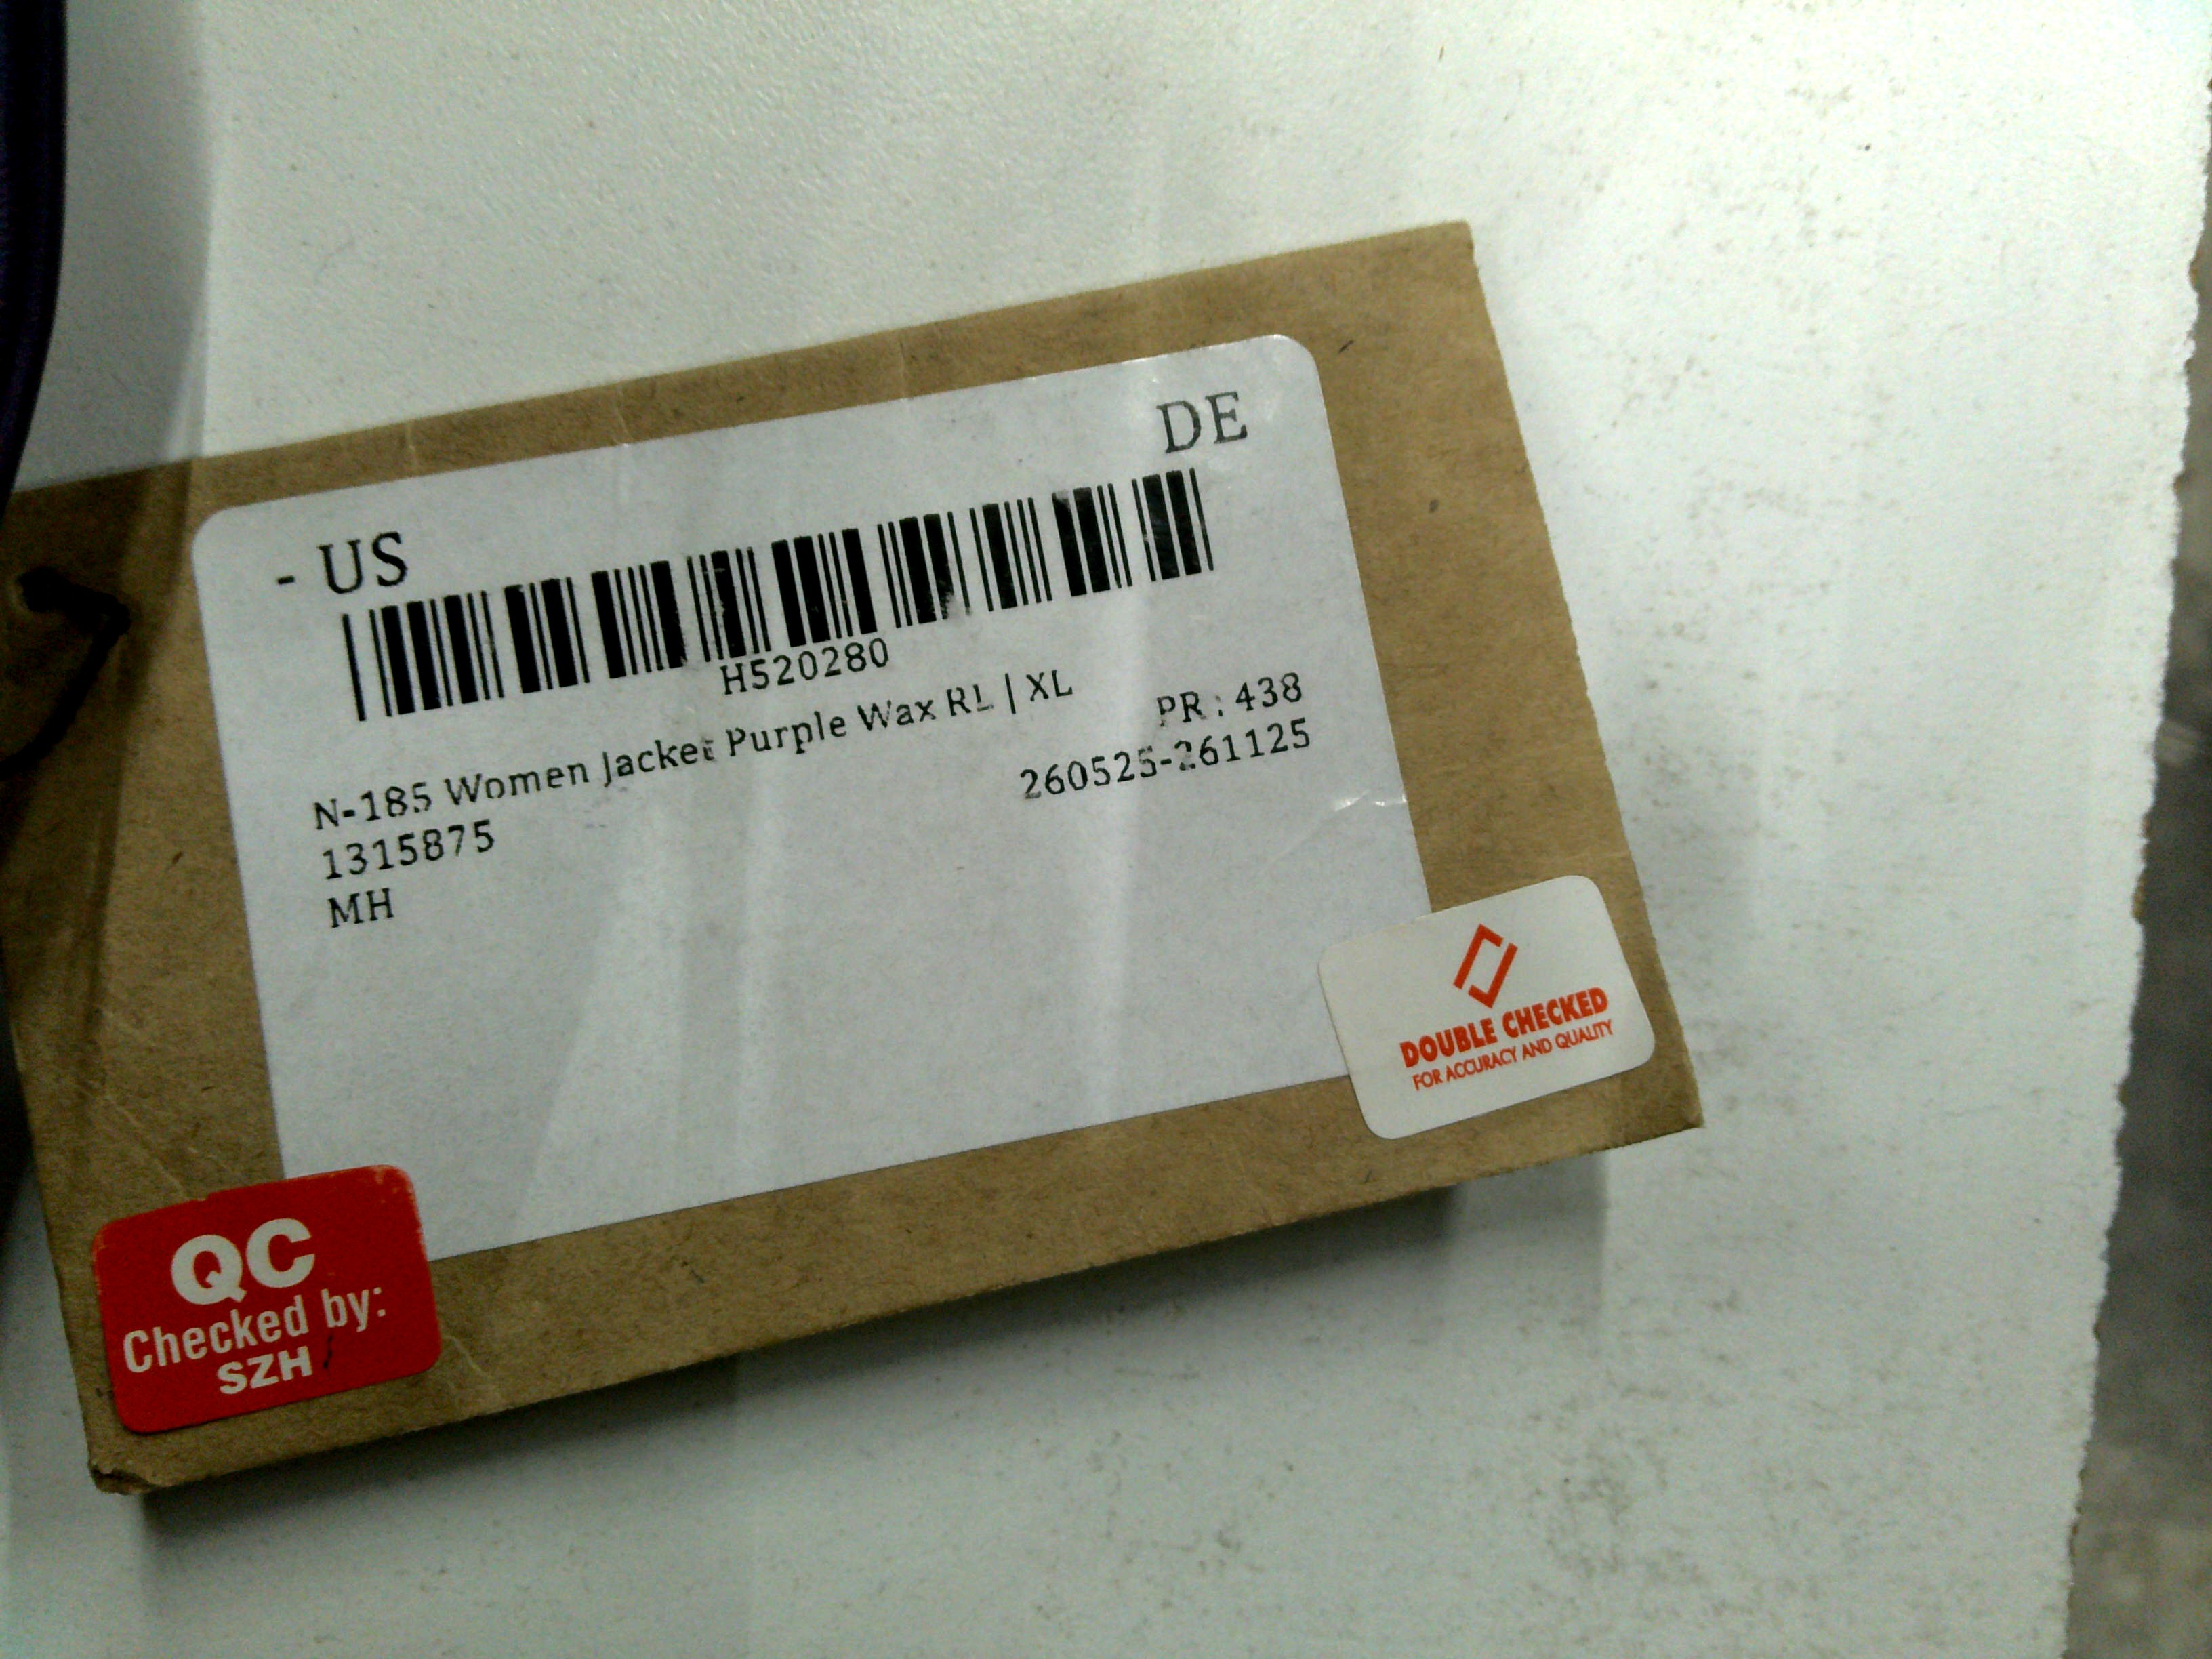 - US DE
H520280
N-185 Women Jacket Purple Wax RL | XL
PR : 438
1315875
260525-261125
MH
DOUBLE CHECKED
FOR ACCURACY AND QUALITY
QC
Checked by:
SZH